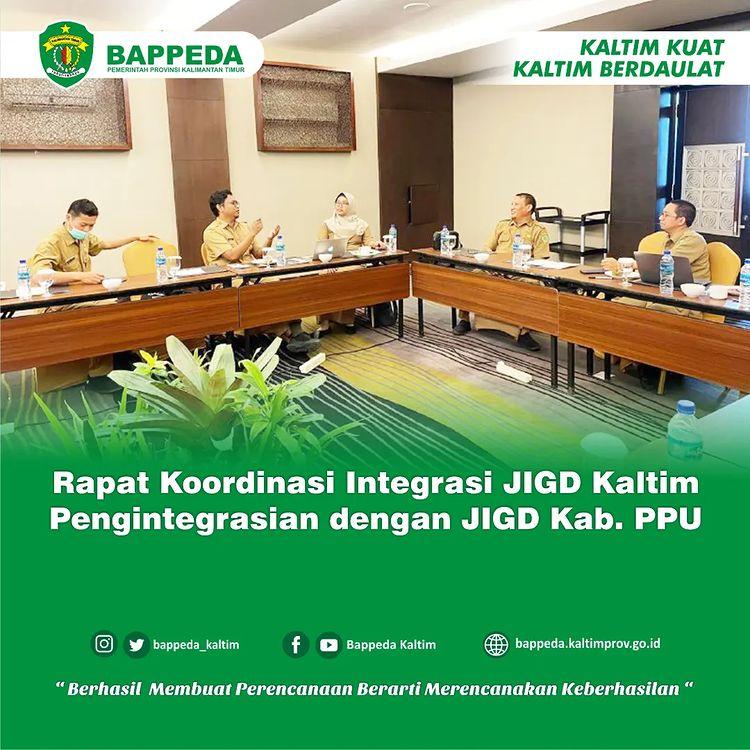 BAPPEDA
PEMERINTAH PROVINSI KALIMANTAN TIMUR
KALTIM KUAT
KALTIM BERDAULAT
Rapat Koordinasi Integrasi JIGD Kaltim
Pengintegrasian dengan JIGD Kab. PPU
bappeda_kaltim
Bappeda Kaltim
bappeda.kaltimprov.go.id
“ Berhasil Membuat Perencanaan Berarti Merencanakan Keberhasilan “